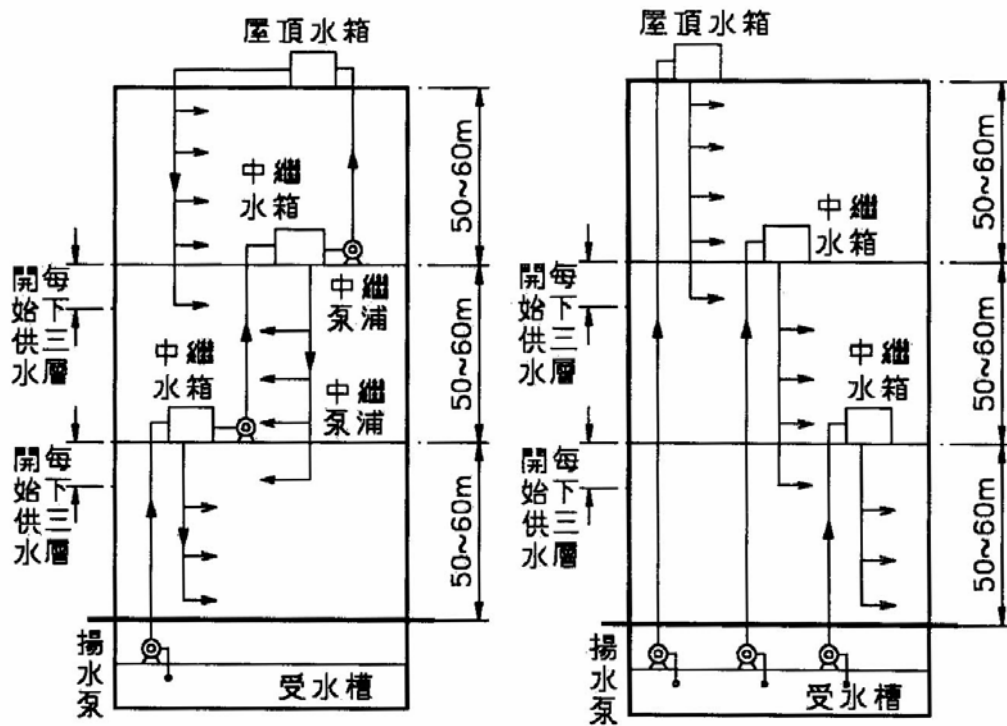 屋頂水箱
中繼
水箱
50~60m
每下三層
開始供水
中繼
泵浦
中繼
水箱
中繼
泵浦
50~60m
每下三層
開始供水
50~60m
揚水泵
受水槽
屋頂水箱
50~60m
中繼
水箱
每下三層
開始供水
中繼
水箱
50~60m
每下三層
開始供水
50~60m
揚水泵
受水槽